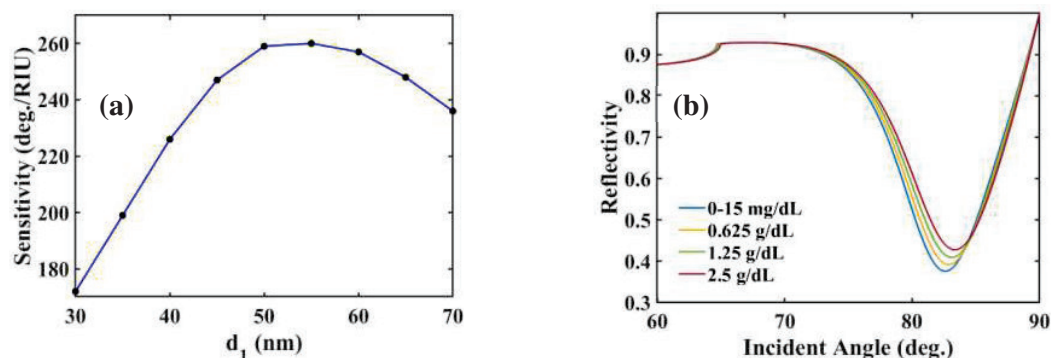 (a)
Sensitivity (deg./RIU)
260
240
220
200
180
30 40 50 60 70
d1 (nm)
(b)
Reflectivity
0.9
0.8
0.7
0.6
0.5
0.4
0.3
0-15 mg/dL
0.625 g/dL
1.25 g/dL
2.5 g/dL
60 70 80 90
Incident Angle (deg.)